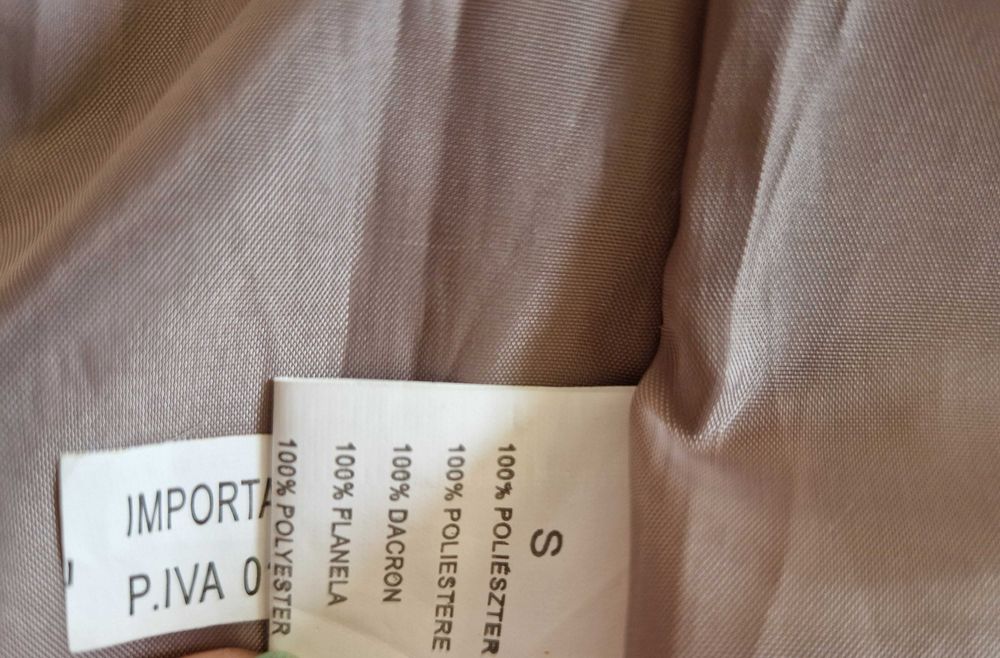 S
100% POLIÉSZTER
100% POLIESTERE
100% DACRON
100% FLANELA
100% POLYESTER
IMPORTA
P.IVA 0